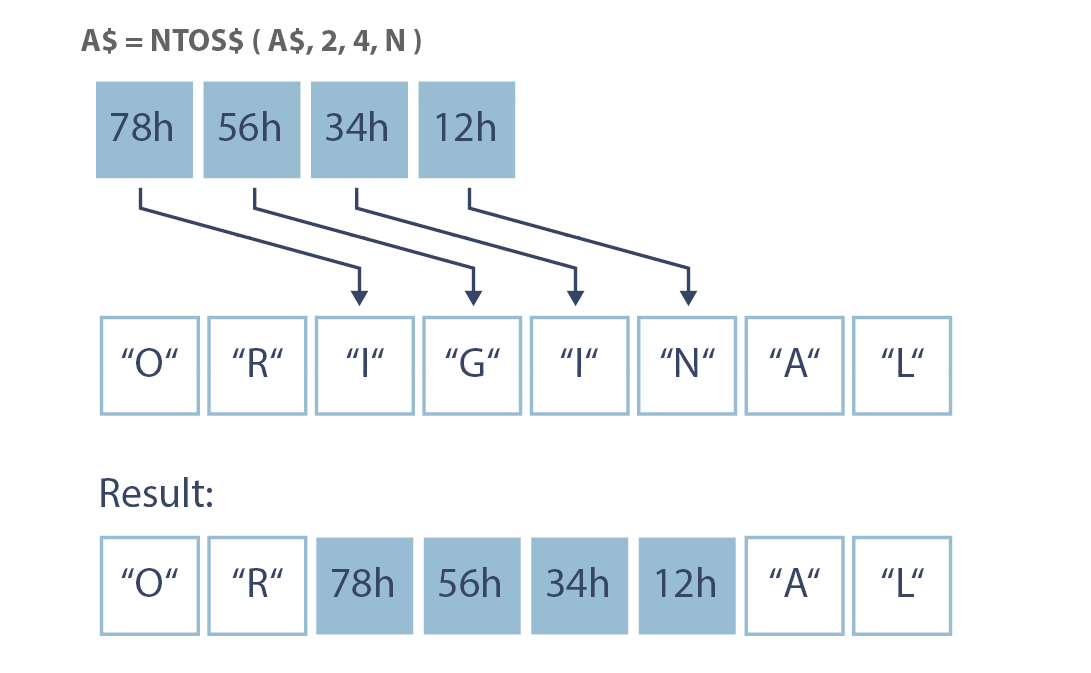 A$ = NTOS$ ( A$, 2, 4, N )
78h 56h 34h 12h
“O“ “R“ “I“ “G“ “I“ “N“ “A“ “L“
Result:
“O“ “R“ 78h 56h 34h 12h “A“ “L“